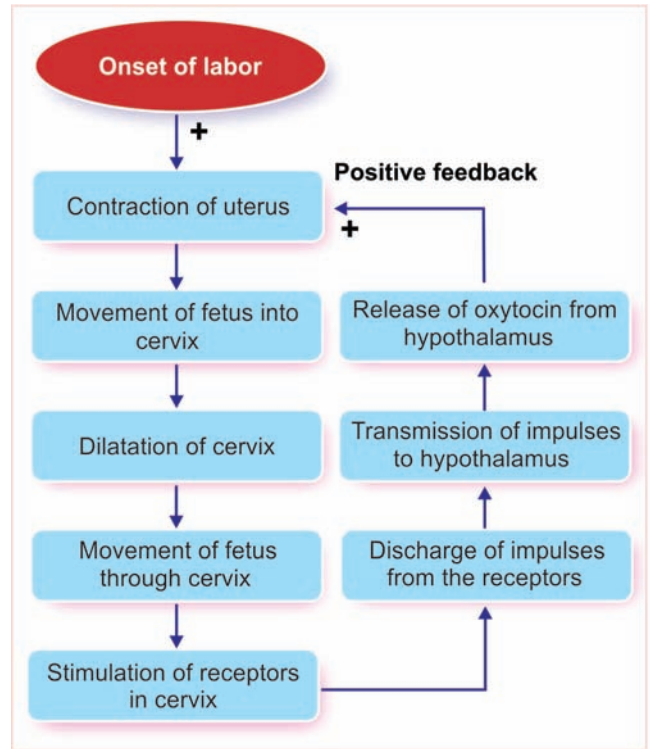 Onset of labor
+
Contraction of uterus
Movement of fetus into
cervix
Dilatation of cervix
Movement of fetus
through cervix
Stimulation of receptors
in cervix
Discharge of impulses
from the receptors
Transmission of impulses
to hypothalamus
Release of oxytocin from
hypothalamus
Positive feedback
+